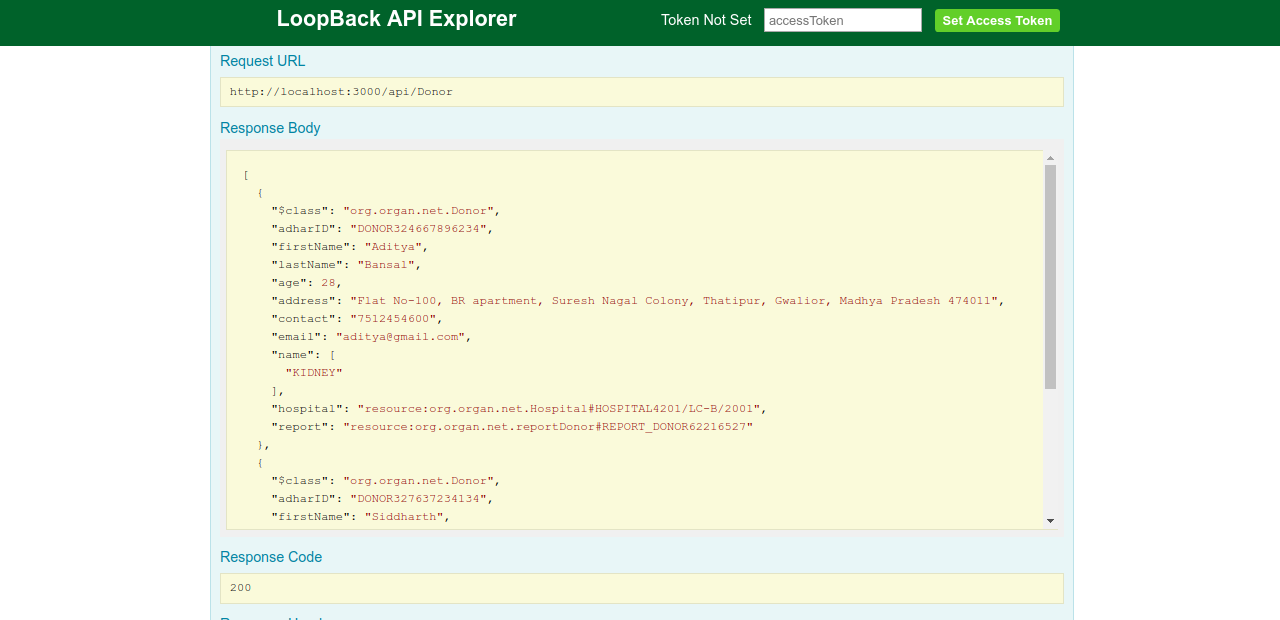 LoopBack API Explorer
Token Not Set
accessToken
Set Access Token
Request URL
http://localhost:3000/api/Donor
Response Body
[
{
"$class": "org.organ.net.Donor",
"adharID": "DONOR324667896234",
"firstName": "Aditya",
"lastName": "Bansal",
"age": 28,
"address": "Flat No-100, BR apartment, Suresh Nagal Colony, Thatipur, Gwalior, Madhya Pradesh 474011",
"contact": "7512454600",
"email": "aditya@gmail.com",
"name": [
"KIDNEY"
],
"hospital": "resource:org.organ.net.Hospital#HOSPITAL4201/LC-B/2001",
"report": "resource:org.organ.net.reportDonor#REPORT_DONOR62216527"
},
{
"$class": "org.organ.net.Donor",
"adharID": "DONOR327637234134",
"firstName": "Siddharth",
Response Code
200